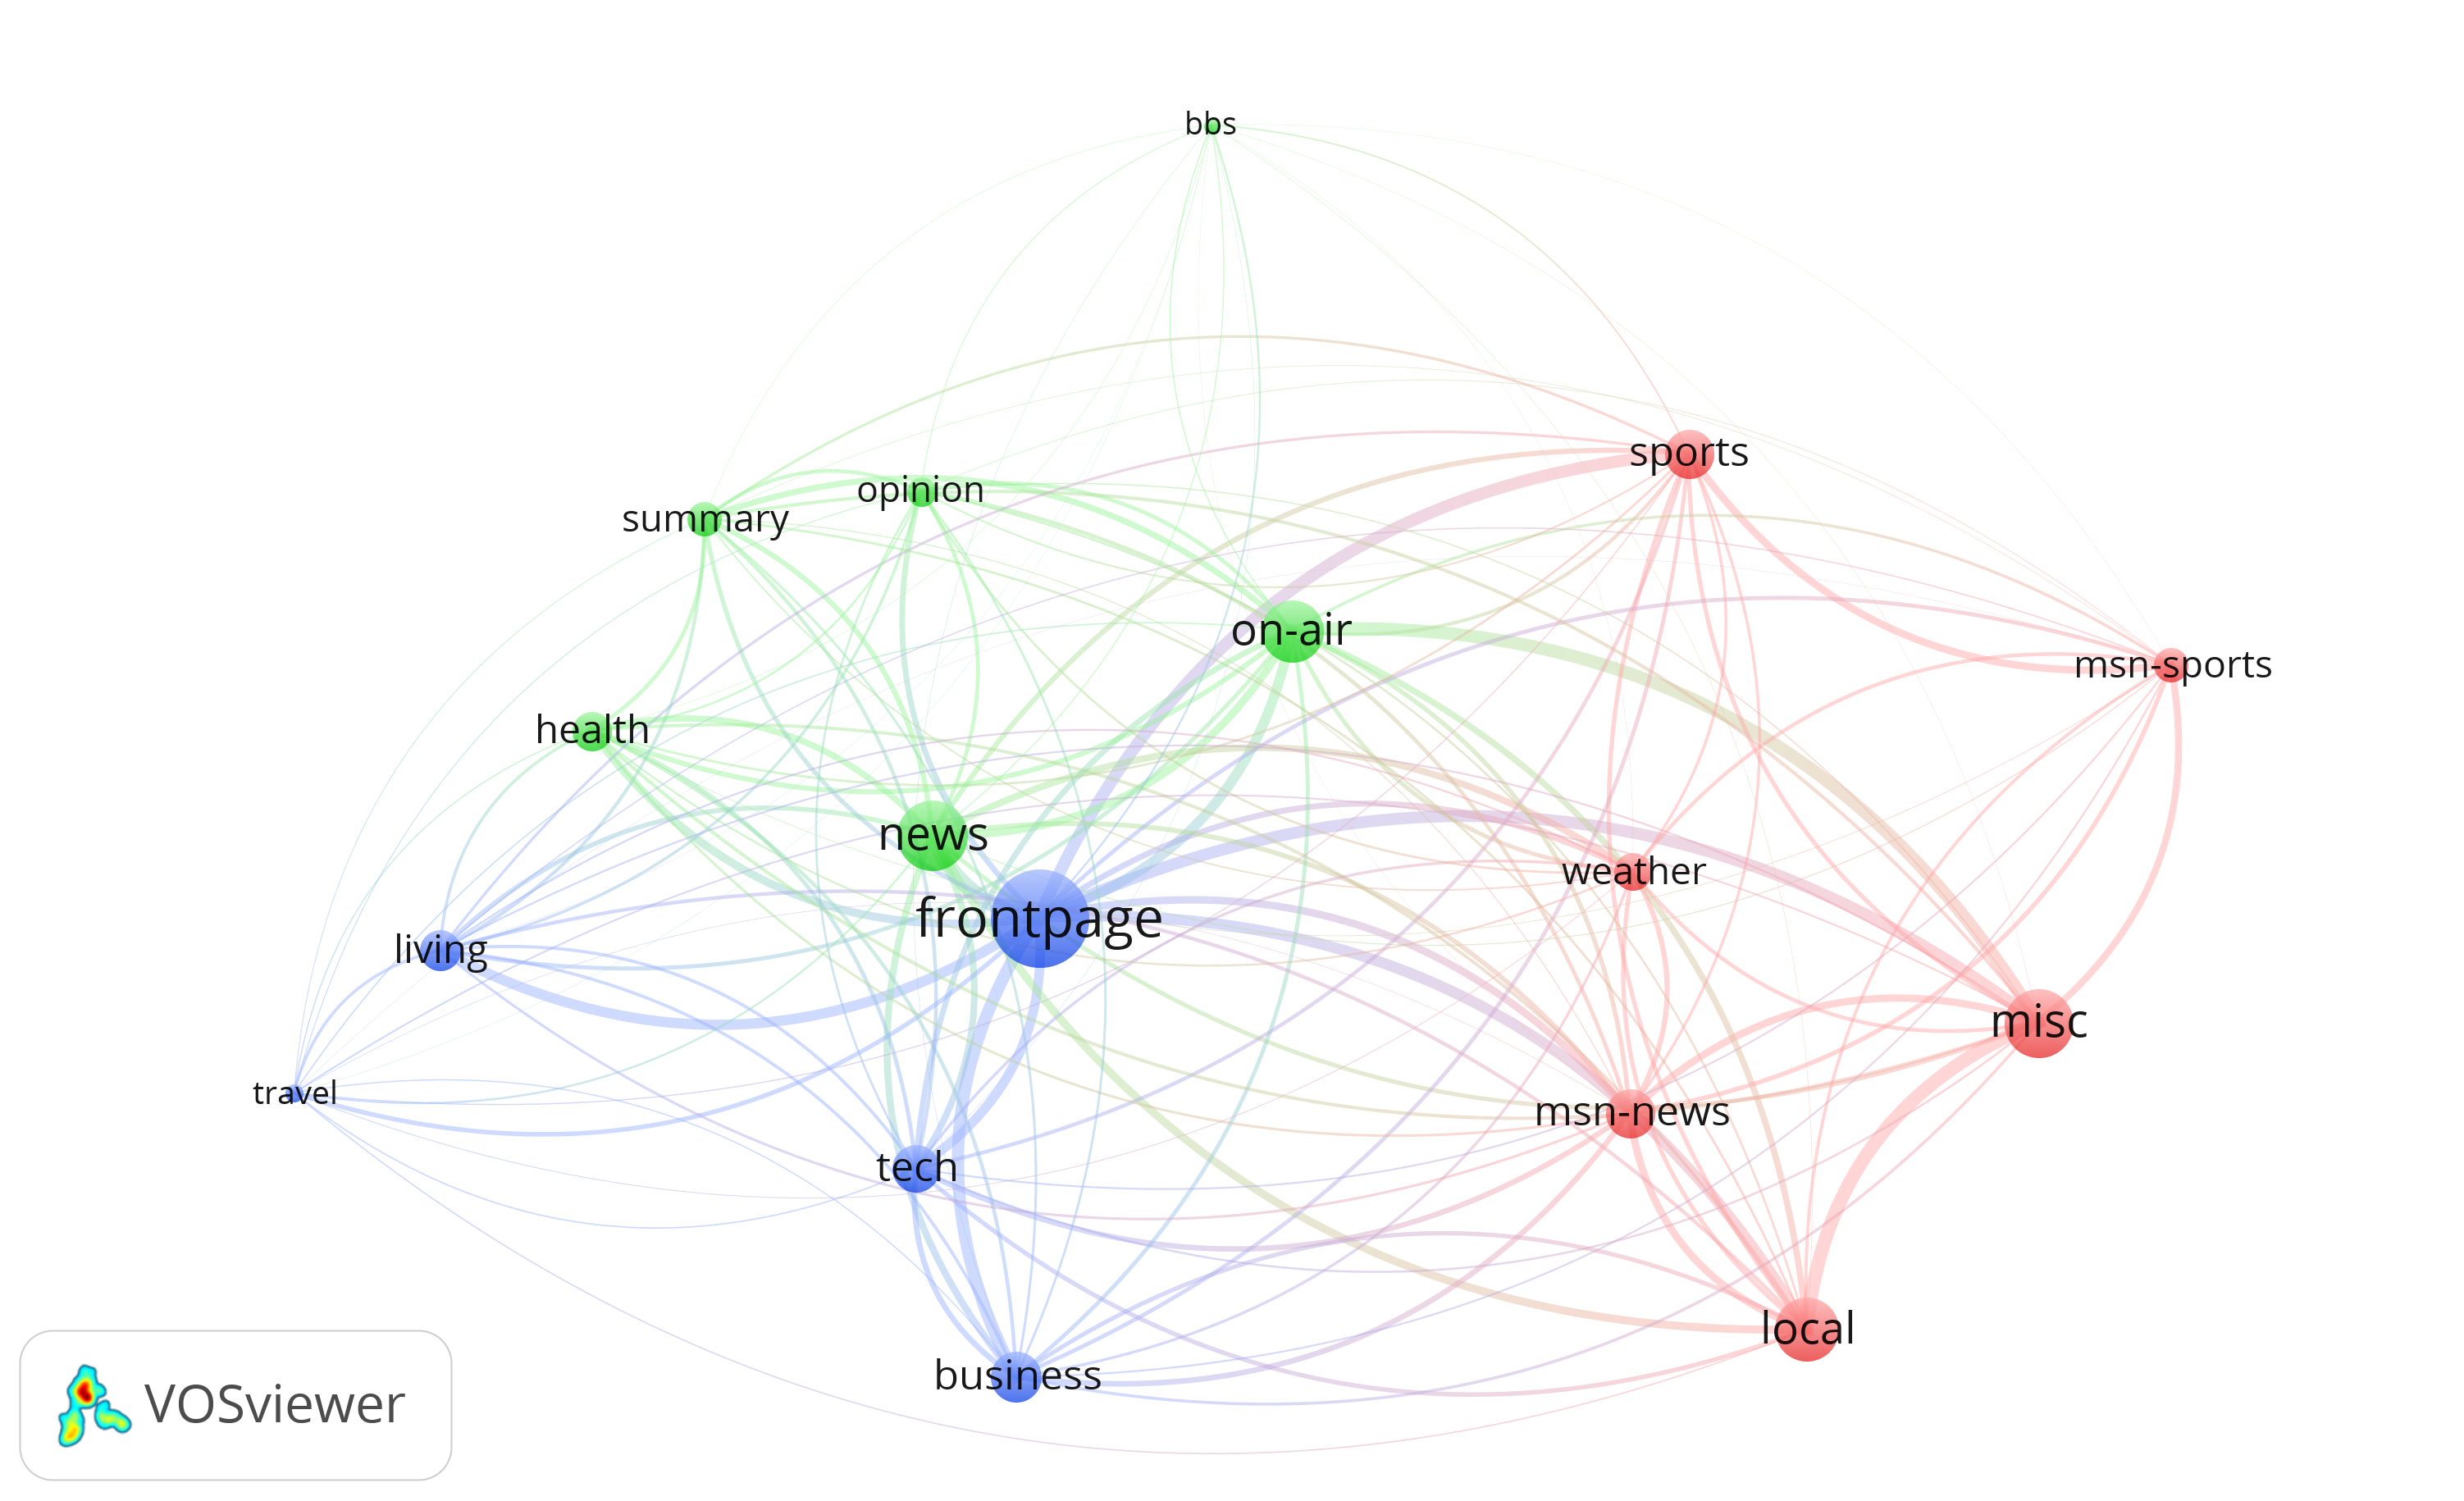 bbs
sports
opinion
summary
on-air
msn-sports
health
news
weather
frontpage
living
misc
travel
msn-news
tech
local
business
VOSviewer